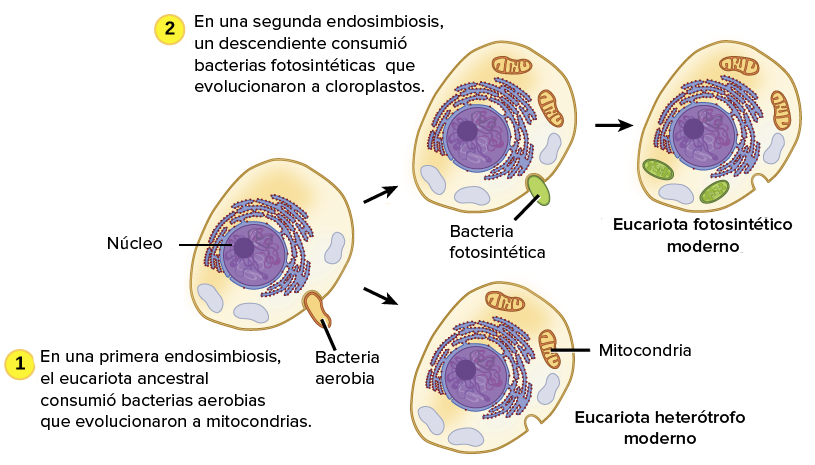 2
En una segunda endosimbiosis,
un descendiente consumió
bacterias fotosintéticas que
evolucionaron a cloroplastos.
Núcleo
Bacteria
fotosintética
Eucariota fotosintético
moderno
1
En una primera endosimbiosis,
el eucariota ancestral
consumió bacterias aerobias
que evolucionaron a mitocondrias.
Bacteria
aerobia
Mitocondria
Eucariota heterótrofo
moderno